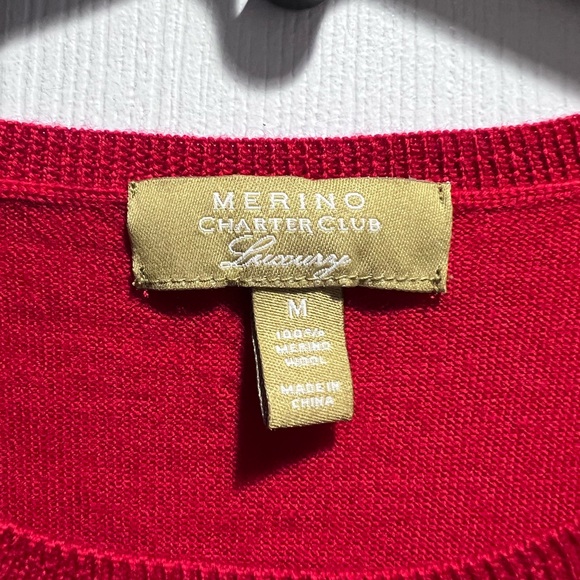 MERINO
CHARTER CLUB
Luxury
M
100%
MERINO
WOOL
MADE IN
CHINA